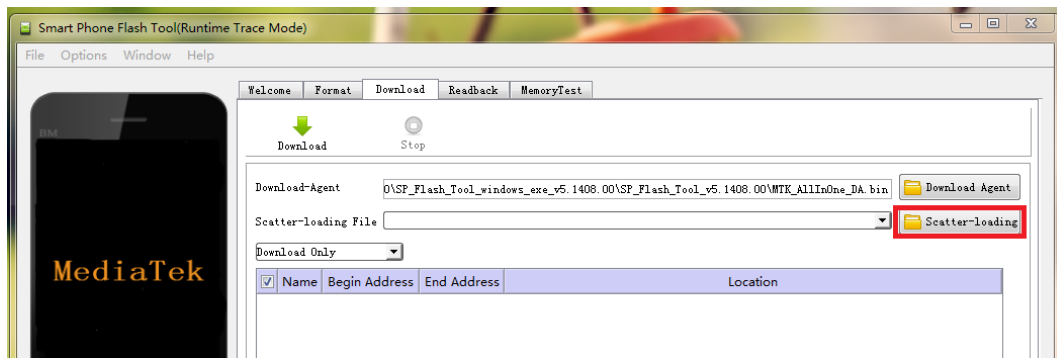 Smart Phone Flash Tool(Runtime Trace Mode)
File Options Window Help
Welcome Format Download Readback MemoryTest
BM
Download Stop
Download-Agent 0\SP_Flash_Tool_windows_exe_v5.1408.00\SP_Flash_Tool_v5.1408.00\MTK_AllInOne_DA.bin Download Agent
Scatter-loading File Scatter-loading
Download Only
MediaTek
Name Begin Address End Address Location